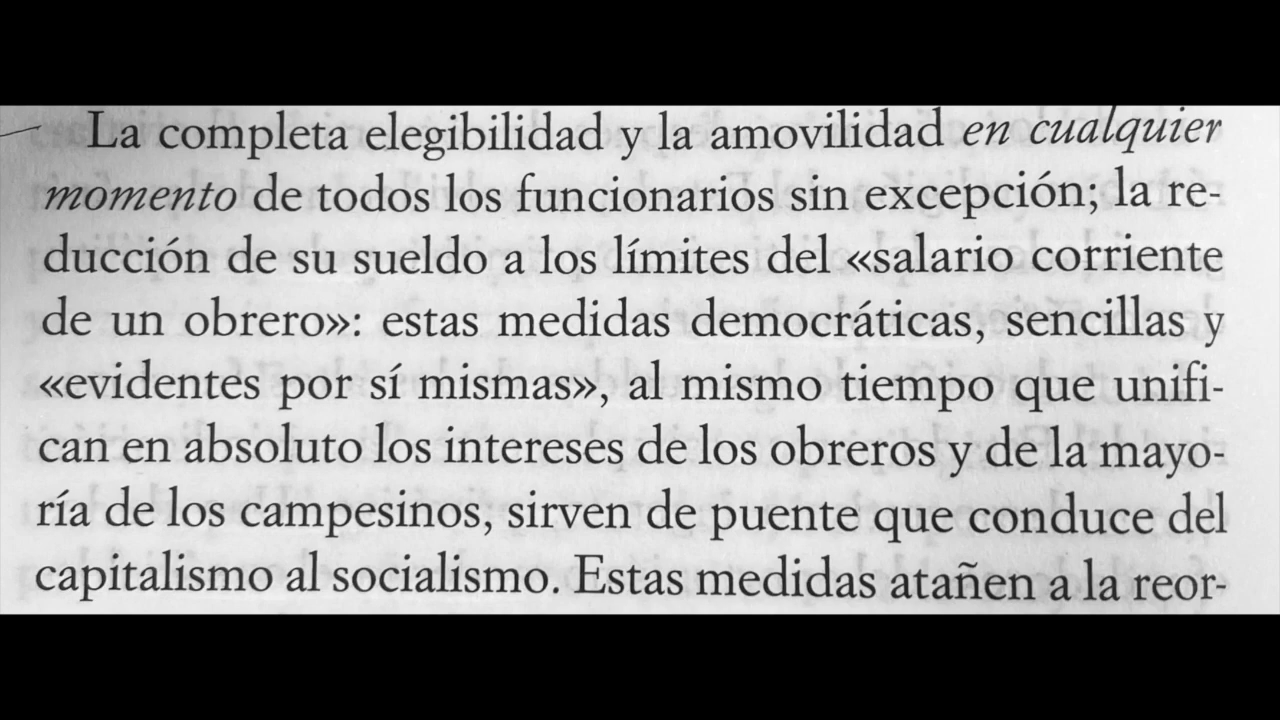 La completa elegibilidad y la amovilidad en cualquier
momento de todos los funcionarios sin excepción; la re-
ducción de su sueldo a los límites del «salario corriente
de un obrero»: estas medidas democráticas, sencillas y
«evidentes por sí mismas», al mismo tiempo que unifi-
can en absoluto los intereses de los obreros y de la mayo-
ría de los campesinos, sirven de puente que conduce del
capitalismo al socialismo. Estas medidas atañen a la reor-